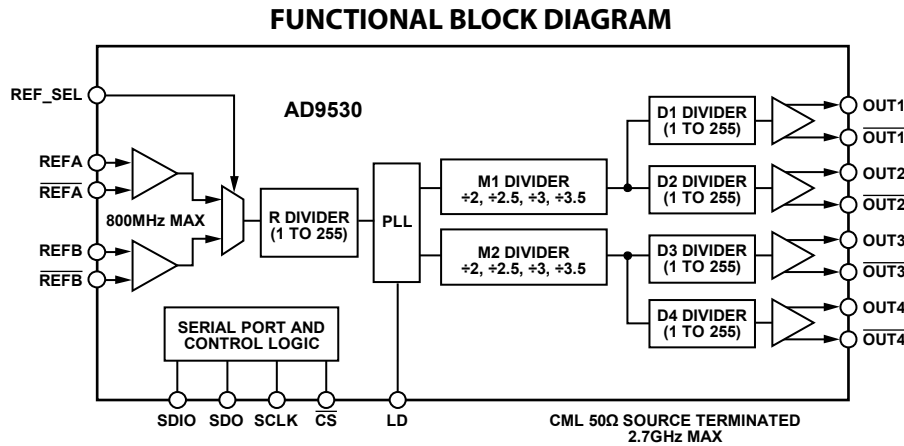 FUNCTIONAL BLOCK DIAGRAM
REF_SEL
AD9530
REFA
REFA
800MHz MAX
REFB
REFB
R DIVIDER
(1 TO 255)
PLL
M1 DIVIDER
÷2, ÷2.5, ÷3, ÷3.5
M2 DIVIDER
÷2, ÷2.5, ÷3, ÷3.5
D1 DIVIDER
(1 TO 255)
D2 DIVIDER
(1 TO 255)
D3 DIVIDER
(1 TO 255)
D4 DIVIDER
(1 TO 255)
OUT1
OUT1
OUT2
OUT2
OUT3
OUT3
OUT4
OUT4
SERIAL PORT AND
CONTROL LOGIC
SDIO
SDO
SCLK
CS
LD
CML 50Ω SOURCE TERMINATED
2.7GHz MAX